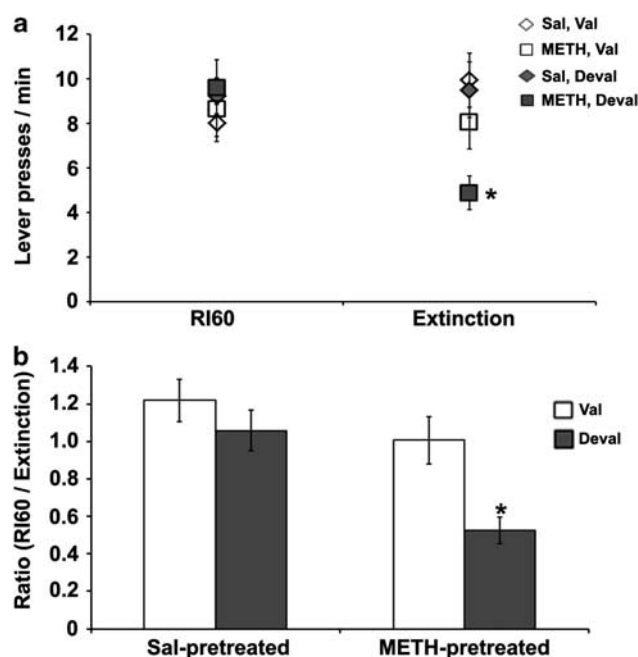 a
Lever presses / min
12
10
8
6
4
2
0
RI60
Extinction
*
Sal, Val
METH, Val
Sal, Deval
METH, Deval
b
Ratio (RI60 / Extinction)
1.4
1.2
1.0
0.8
0.6
0.4
0.2
0
Sal-pretreated
METH-pretreated
*
Val
Deval